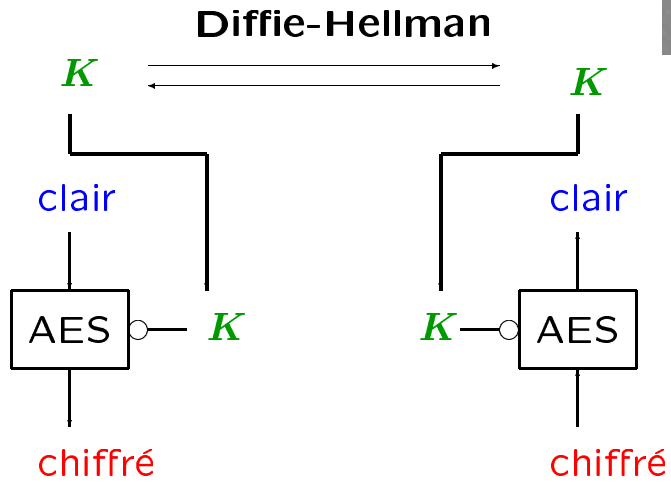 Diffie-Hellman
K K
clair clair
AES K K AES
chiffré chiffré